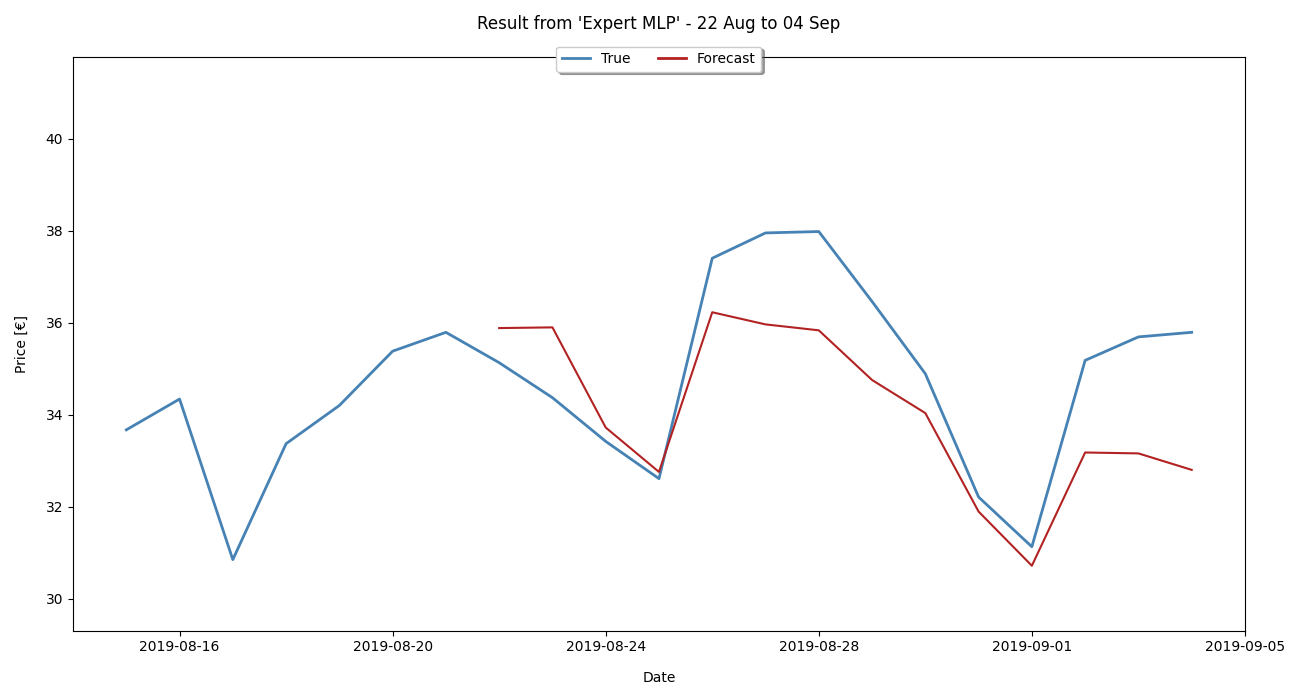 Result from 'Expert MLP' - 22 Aug to 04 Sep
True Forecast
40
38
36
34
32
30
Price [€]
2019-08-16 2019-08-20 2019-08-24 2019-08-28 2019-09-01 2019-09-05
Date